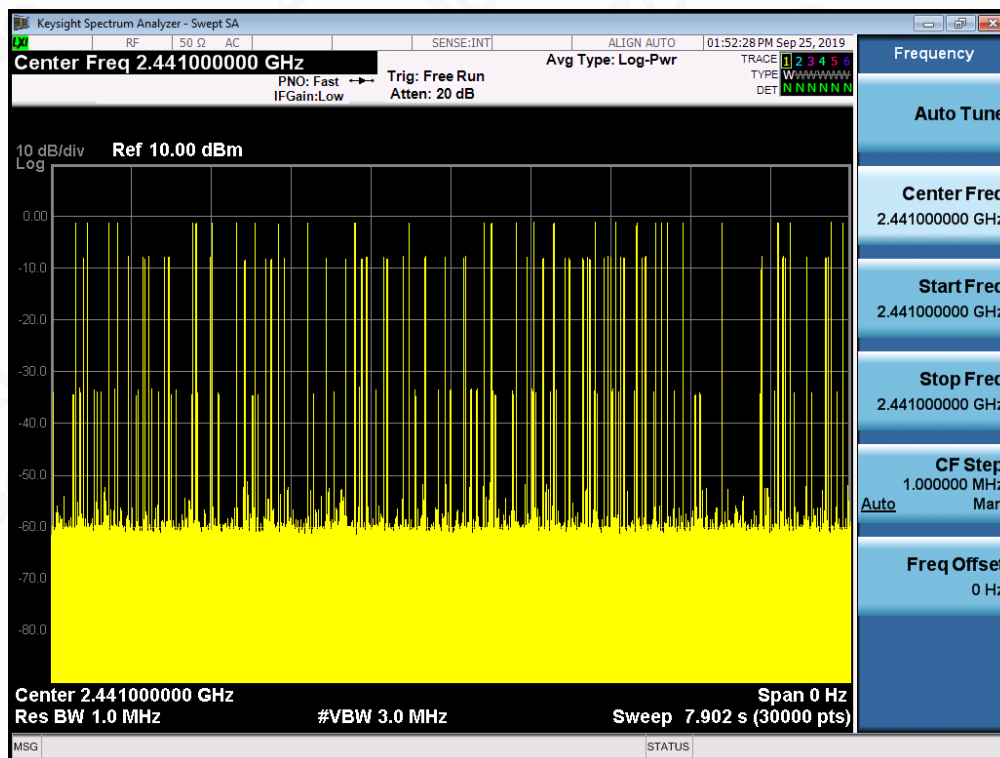 Keysight Spectrum Analyzer - Swept SA
LXI
RF
50 Ω AC
SENSE:INT
ALIGN AUTO
01:52:28 PM Sep 25, 2019
Center Freq 2.441000000 GHz
PNO: Fast
IFGain:Low
Trig: Free Run
Atten: 20 dB
Avg Type: Log-Pwr
TRACE 1 2 3 4 5 6
TYPE WWWWWW
DET N N N N N N
10 dB/div
Log
Ref 10.00 dBm
0.00
-10.0
-20.0
-30.0
-40.0
-50.0
-60.0
-70.0
-80.0
Center 2.441000000 GHz
Span 0 Hz
Res BW 1.0 MHz
#VBW 3.0 MHz
Sweep 7.902 s (30000 pts)
MSG
STATUS
Frequency
Auto Tune
Center Freq
2.441000000 GHz
Start Freq
2.441000000 GHz
Stop Freq
2.441000000 GHz
CF Step
1.000000 MHz
Auto
Man
Freq Offset
0 Hz